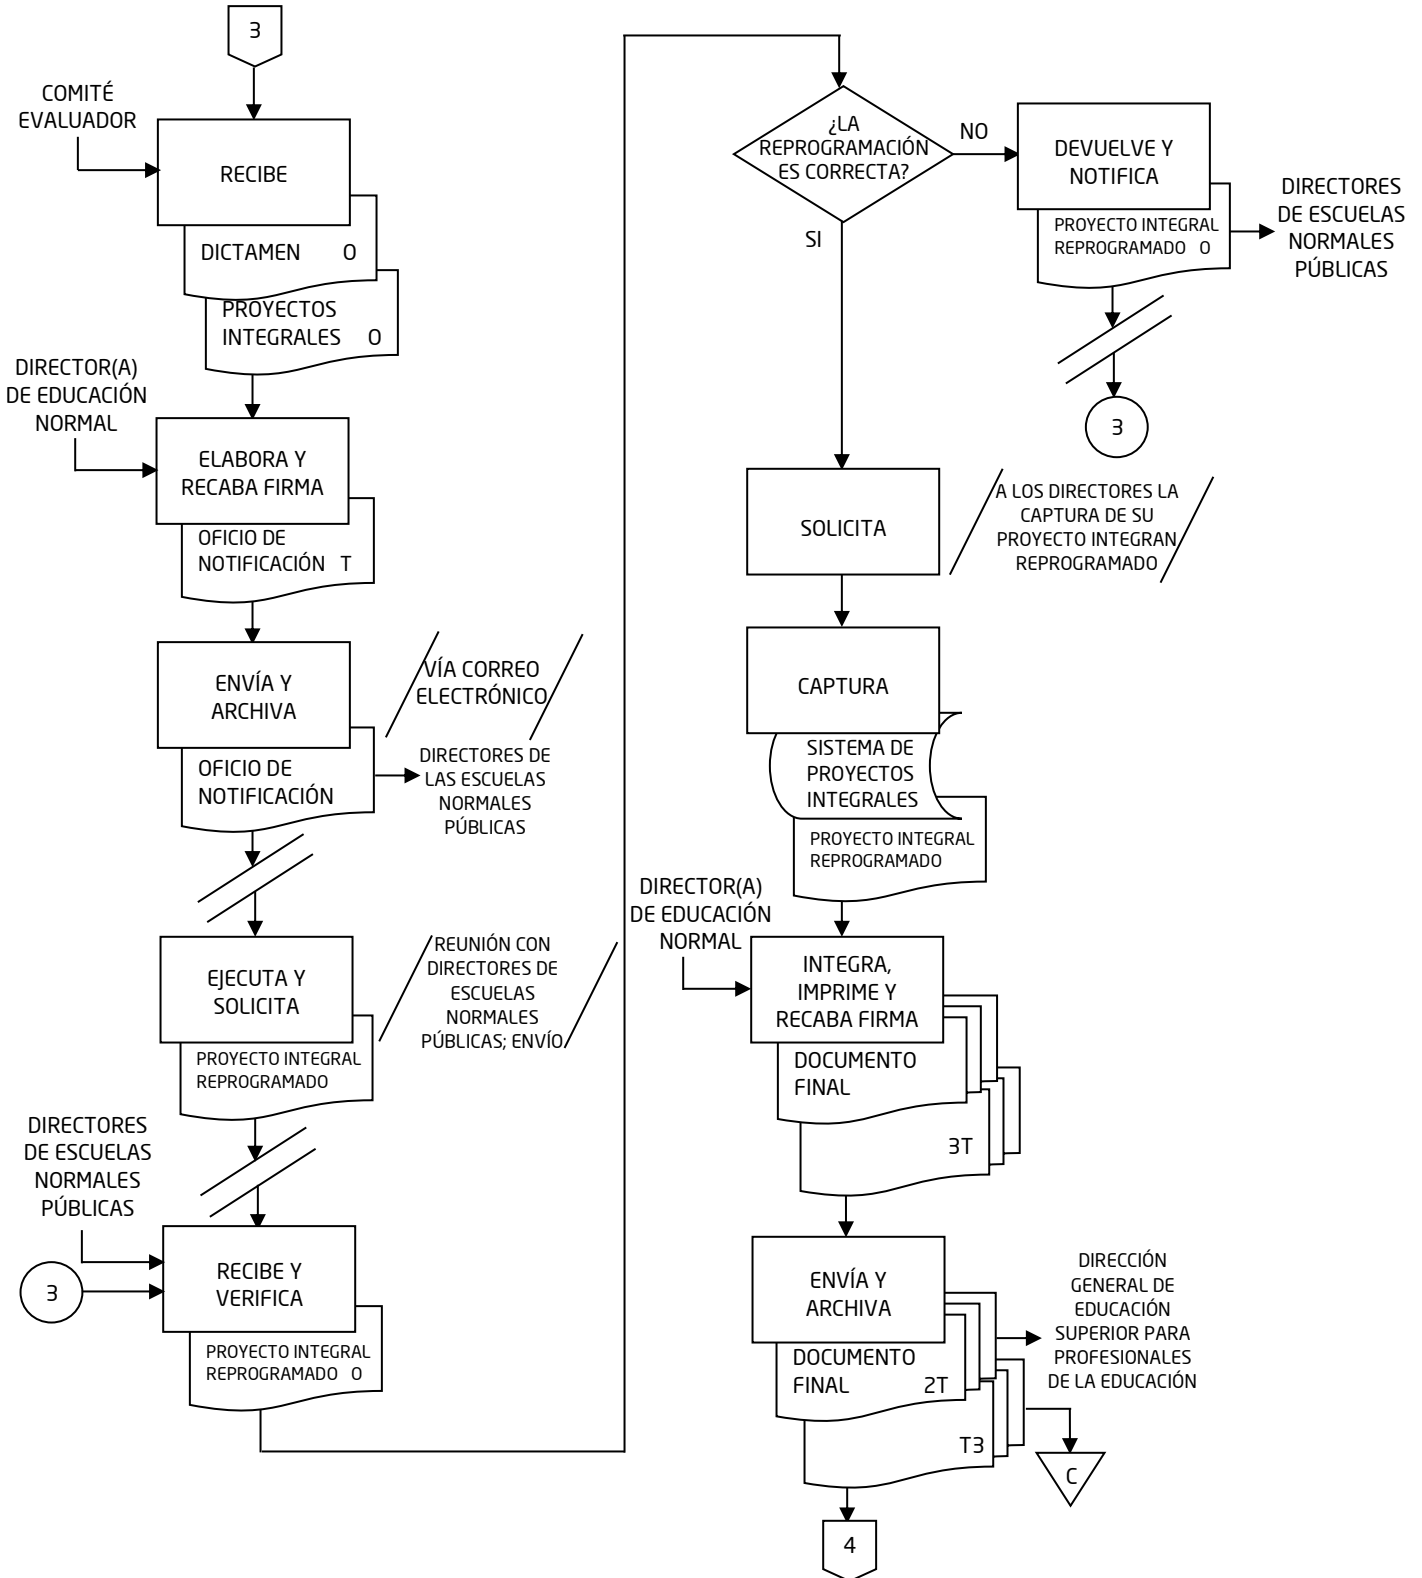 3
COMITÉ
EVALUADOR
RECIBE
DICTAMEN O
PROYECTOS
INTEGRALES O
DIRECTOR(A)
DE EDUCACIÓN
NORMAL
ELABORA Y
RECABA FIRMA
OFICIO DE
NOTIFICACIÓN T
ENVÍA Y
ARCHIVA
VÍA CORREO
ELECTRÓNICO
OFICIO DE
NOTIFICACIÓN
DIRECTORES DE
LAS ESCUELAS
NORMALES
PÚBLICAS
EJECUTA Y
SOLICITA
REUNIÓN CON
DIRECTORES DE
ESCUELAS
NORMALES
PÚBLICAS; ENVÍO
PROYECTO INTEGRAL
REPROGRAMADO
DIRECTORES
DE ESCUELAS
NORMALES
PÚBLICAS
3
RECIBE Y
VERIFICA
PROYECTO INTEGRAL
REPROGRAMADO O
¿LA
REPROGRAMACIÓN
ES CORRECTA?
NO
SI
DEVUELVE Y
NOTIFICA
PROYECTO INTEGRAL
REPROGRAMADO O
DIRECTORES
DE ESCUELAS
NORMALES
PÚBLICAS
3
SOLICITA
A LOS DIRECTORES LA
CAPTURA DE SU
PROYECTO INTEGRAN
REPROGRAMADO
CAPTURA
SISTEMA DE
PROYECTOS
INTEGRALES
PROYECTO INTEGRAL
REPROGRAMADO
DIRECTOR(A)
DE EDUCACIÓN
NORMAL
INTEGRA,
IMPRIME Y
RECABA FIRMA
DOCUMENTO
FINAL
3T
ENVÍA Y
ARCHIVA
DOCUMENTO
FINAL 2T
T3
DIRECCIÓN
GENERAL DE
EDUCACIÓN
SUPERIOR PARA
PROFESIONALES
DE LA EDUCACIÓN
C
4